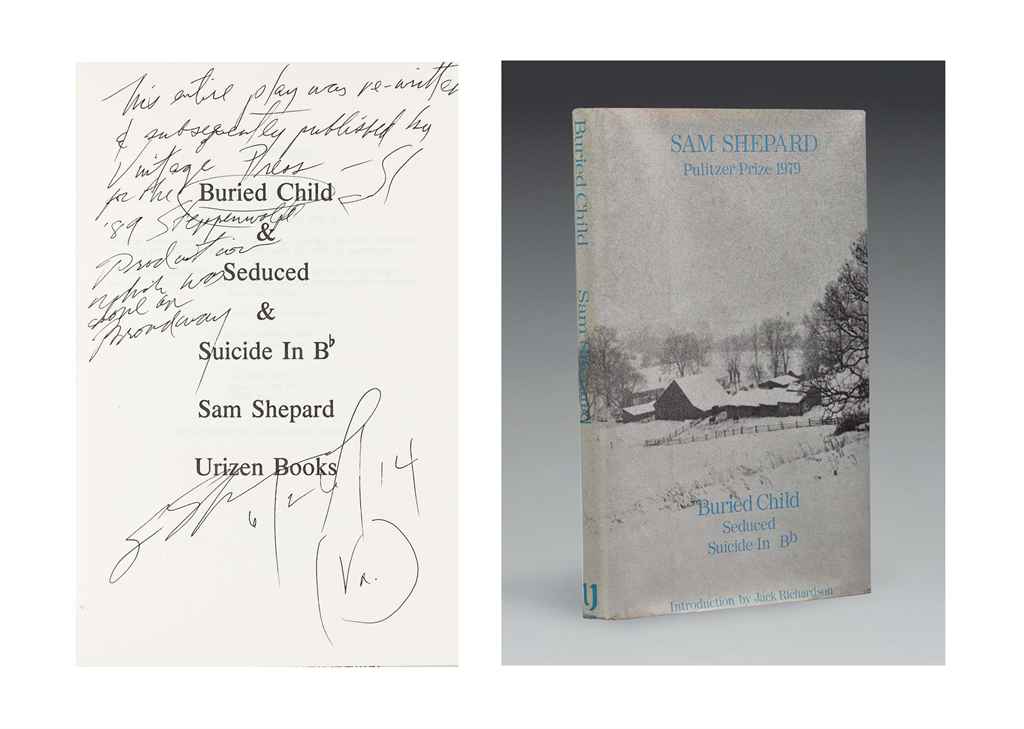 This entire play was re-written
& subsequently published by
Vintage Press -SS
for the Buried Child
'89 Steppenwolfe
Production
which was
done on
Broadway
&
Seduced
&
Suicide In B♭
Sam Shepard
Urizen Books
6 14
Va.
Buried Child Sam Shepard
SAM SHEPARD
Pulitzer Prize 1979
Buried Child
Seduced
Suicide In Bb
Introduction by Jack Richardson